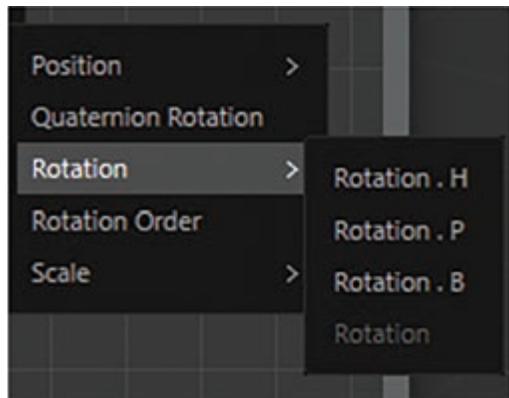 Position >
Quaternion Rotation
Rotation >
Rotation Order
Scale >
Rotation . H
Rotation . P
Rotation . B
Rotation